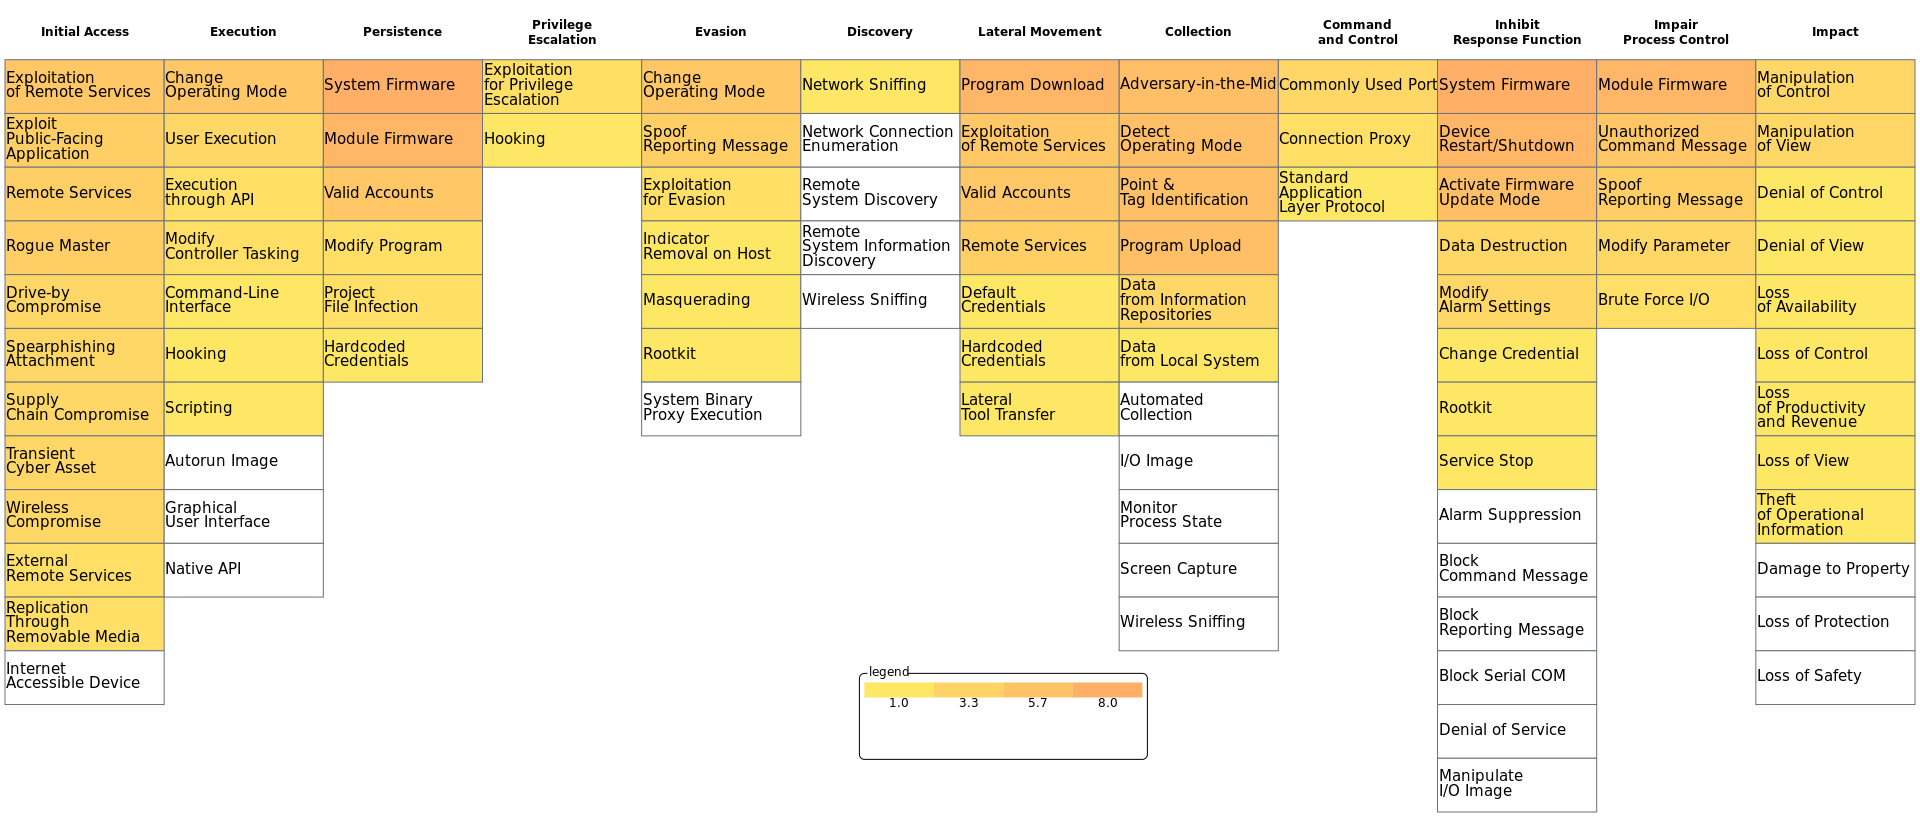 Initial Access
Execution
Persistence
Privilege
Escalation
Evasion
Discovery
Lateral Movement
Collection
Command
and Control
Inhibit
Response Function
Impair
Process Control
Impact
Exploitation
of Remote Services
Exploit
Public-Facing
Application
Remote Services
Rogue Master
Drive-by
Compromise
Spearphishing
Attachment
Supply
Chain Compromise
Transient
Cyber Asset
Wireless
Compromise
External
Remote Services
Replication
Through
Removable Media
Internet
Accessible Device
Change
Operating Mode
User Execution
Execution
through API
Modify
Controller Tasking
Command-Line
Interface
Hooking
Scripting
Autorun Image
Graphical
User Interface
Native API
System Firmware
Module Firmware
Valid Accounts
Modify Program
Project
File Infection
Hardcoded
Credentials
Exploitation
for Privilege
Escalation
Hooking
Change
Operating Mode
Spoof
Reporting Message
Exploitation
for Evasion
Indicator
Removal on Host
Masquerading
Rootkit
System Binary
Proxy Execution
Network Sniffing
Network Connection
Enumeration
Remote
System Discovery
Remote
System Information
Discovery
Wireless Sniffing
Program Download
Exploitation
of Remote Services
Valid Accounts
Remote Services
Default
Credentials
Hardcoded
Credentials
Lateral
Tool Transfer
Adversary-in-the-Mid
Detect
Operating Mode
Point &
Tag Identification
Program Upload
Data
from Information
Repositories
Data
from Local System
Automated
Collection
I/O Image
Monitor
Process State
Screen Capture
Wireless Sniffing
Commonly Used Port
Connection Proxy
Standard
Application
Layer Protocol
System Firmware
Device
Restart/Shutdown
Activate Firmware
Update Mode
Data Destruction
Modify
Alarm Settings
Change Credential
Rootkit
Service Stop
Alarm Suppression
Block
Command Message
Block
Reporting Message
Block Serial COM
Denial of Service
Manipulate
I/O Image
Module Firmware
Unauthorized
Command Message
Spoof
Reporting Message
Modify Parameter
Brute Force I/O
Manipulation
of Control
Manipulation
of View
Denial of Control
Denial of View
Loss
of Availability
Loss of Control
Loss
of Productivity
and Revenue
Loss of View
Theft
of Operational
Information
Damage to Property
Loss of Protection
Loss of Safety
legend
1.0
3.3
5.7
8.0